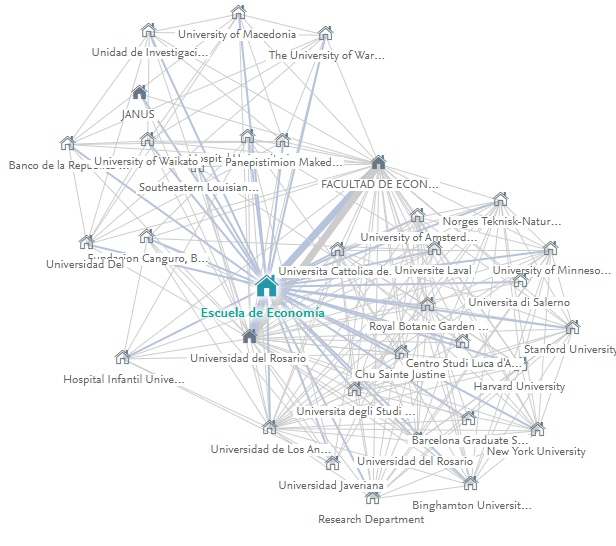 University of Macedonia
Unidad de Investigaci...
The University of War...
JANUS
Banco de la Republica
University of Waikato
Panepistimion Maked...
Southeastern Louisian...
FACULTAD DE ECON...
Norges Teknisk-Natur...
University of Amsterd...
Fundacion Canguro, B...
Universidad Del
Universita Cattolica de.
Universite Laval
University of Minneso...
Universita di Salerno
Escuela de Economía
Royal Botanic Garden ...
Stanford University
Universidad del Rosario
Centro Studi Luca d'A...
Chu Sainte Justine
Hospital Infantil Unive...
Harvard University
Universita degli Studi ...
Barcelona Graduate S...
Universidad de Los An...
New York University
Universidad del Rosario
Universidad Javeriana
Binghamton Universit...
Research Department